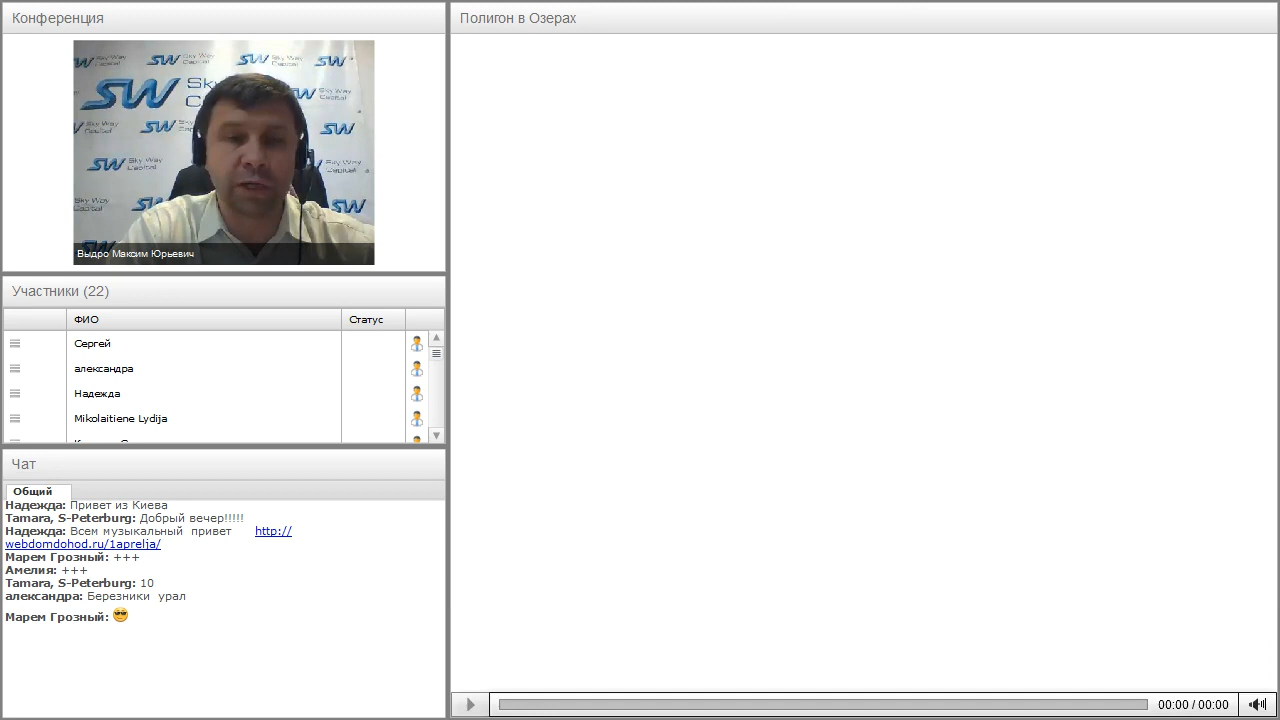 Конференция
Полигон в Озерах
SW
Sky Way
Capital
Выдро Максим Юрьевич
Участники (22)
ФИО
Статус
Сергей
александра
Надежда
Mikolaitiene Lydija
Чат
Общий
Надежда: Привет из Киева
Tamara, S-Peterburg: Добрый вечер!!!!!
Надежда: Всем музыкальный привет http://
webdomdohod.ru/1aprelja/
Марем Грозный: +++
Амелия: +++
Tamara, S-Peterburg: 10
александра: Березники урал
Марем Грозный:
00:00 / 00:00